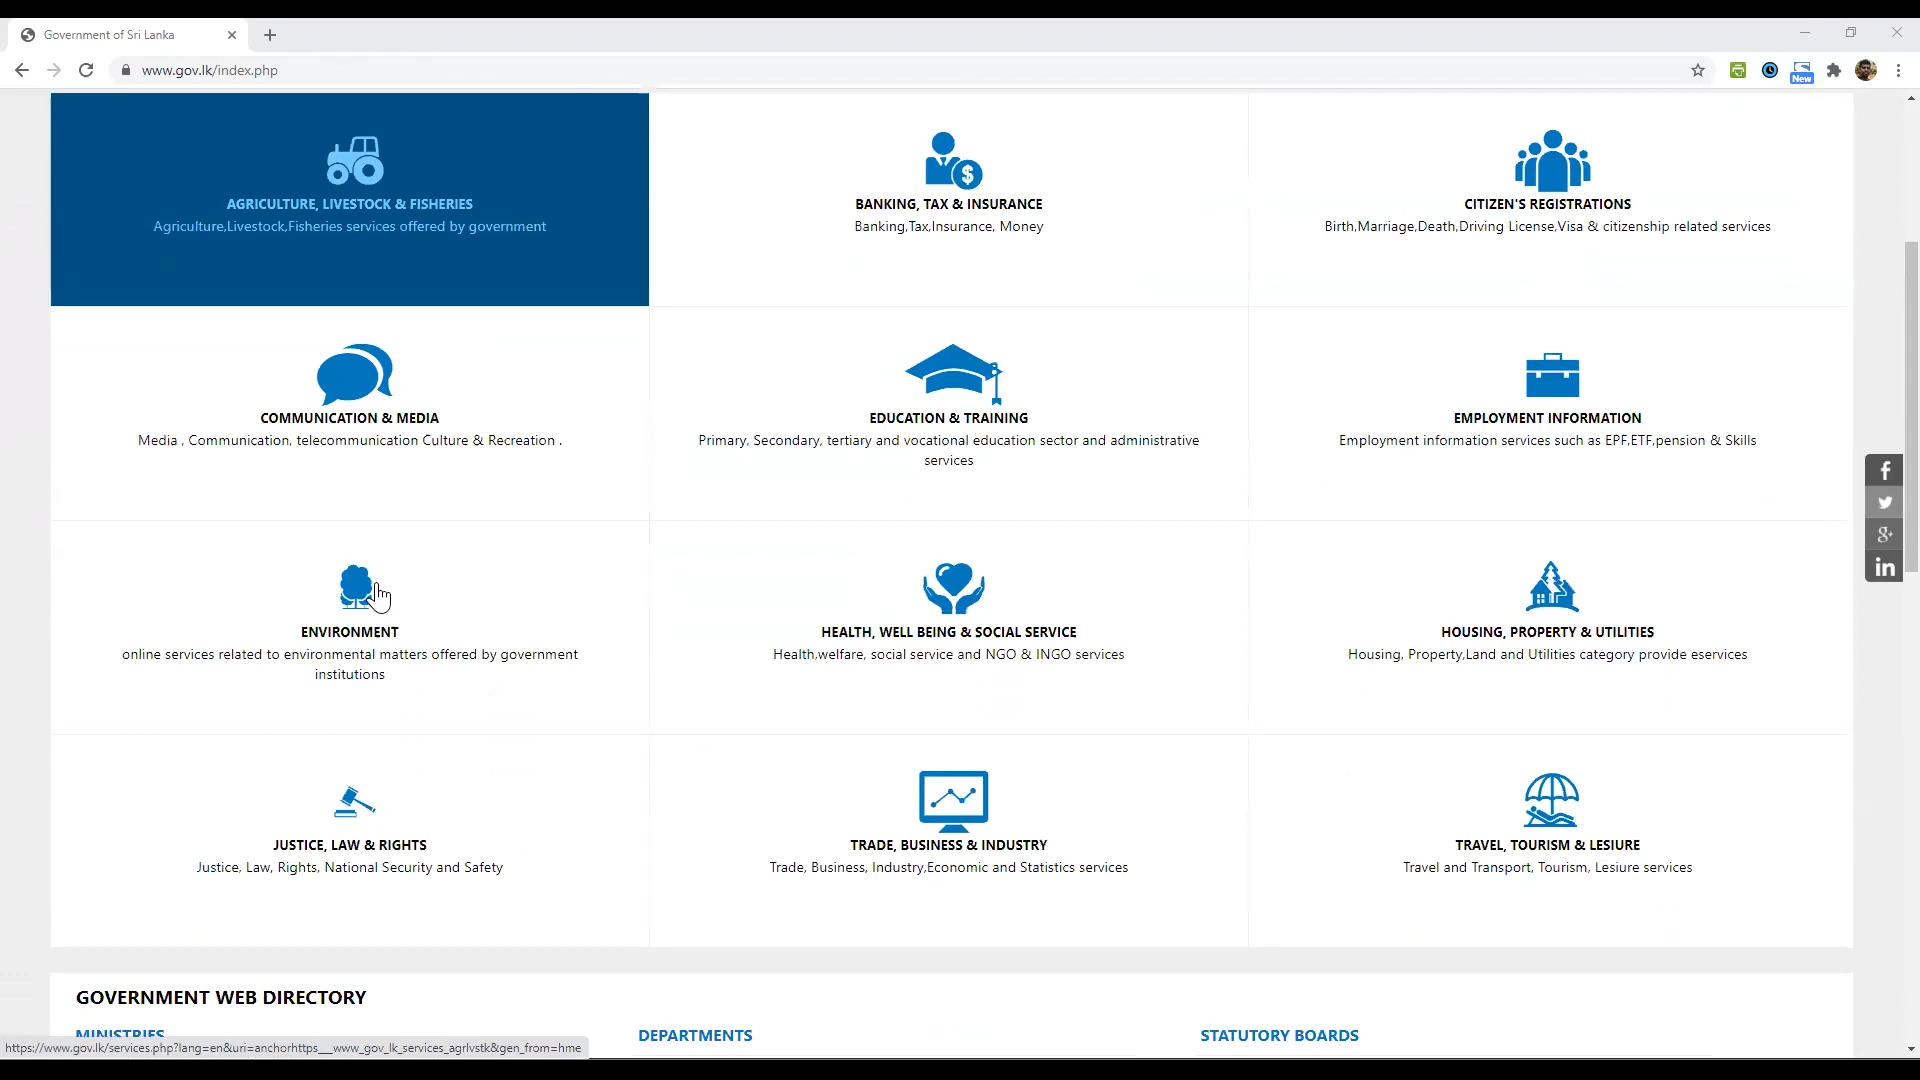 Government of Sri Lanka
www.gov.lk/index.php
New
AGRICULTURE, LIVESTOCK & FISHERIES
Agriculture,Livestock,Fisheries services offered by government
BANKING, TAX & INSURANCE
Banking,Tax,Insurance, Money
CITIZEN'S REGISTRATIONS
Birth,Marriage,Death,Driving License,Visa & citizenship related services
COMMUNICATION & MEDIA
Media , Communication, telecommunication Culture & Recreation .
EDUCATION & TRAINING
Primary, Secondary, tertiary and vocational education sector and administrative
services
EMPLOYMENT INFORMATION
Employment information services such as EPF,ETF,pension & Skills
ENVIRONMENT
online services related to environmental matters offered by government
institutions
HEALTH, WELL BEING & SOCIAL SERVICE
Health,welfare, social service and NGO & INGO services
HOUSING, PROPERTY & UTILITIES
Housing, Property,Land and Utilities category provide eservices
JUSTICE, LAW & RIGHTS
Justice, Law, Rights, National Security and Safety
TRADE, BUSINESS & INDUSTRY
Trade, Business, Industry,Economic and Statistics services
TRAVEL, TOURISM & LESIURE
Travel and Transport, Tourism, Lesiure services
GOVERNMENT WEB DIRECTORY
MINISTRIES
DEPARTMENTS
STATUTORY BOARDS
https://www.gov.lk/services.php?lang=en&uri=anchorhttps___www_gov_lk_services_agrlvstk&gen_from=hme